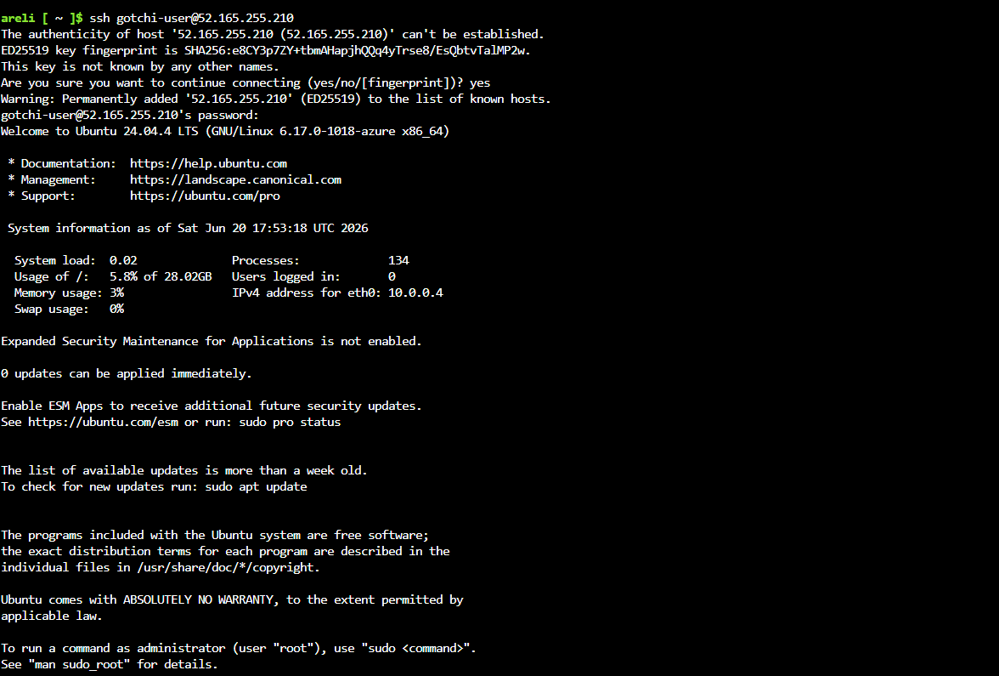 areli [ ~ ]$ ssh gotchi-user@52.165.255.210
The authenticity of host '52.165.255.210 (52.165.255.210)' can't be established.
ED25519 key fingerprint is SHA256:e8CY3p7ZY+tbmAHapjhQQq4yTrse8/EsQbtvTalMP2w.
This key is not known by any other names.
Are you sure you want to continue connecting (yes/no/[fingerprint])? yes
Warning: Permanently added '52.165.255.210' (ED25519) to the list of known hosts.
gotchi-user@52.165.255.210's password:
Welcome to Ubuntu 24.04.4 LTS (GNU/Linux 6.17.0-1018-azure x86_64)

 * Documentation:  https://help.ubuntu.com
 * Management:     https://landscape.canonical.com
 * Support:        https://ubuntu.com/pro

 System information as of Sat Jun 20 17:53:18 UTC 2026

  System load:  0.02              Processes:             134
  Usage of /:   5.8% of 28.02GB   Users logged in:       0
  Memory usage: 3%                IPv4 address for eth0: 10.0.0.4
  Swap usage:   0%

Expanded Security Maintenance for Applications is not enabled.

0 updates can be applied immediately.

Enable ESM Apps to receive additional future security updates.
See https://ubuntu.com/esm or run: sudo pro status

The list of available updates is more than a week old.
To check for new updates run: sudo apt update

The programs included with the Ubuntu system are free software;
the exact distribution terms for each program are described in the
individual files in /usr/share/doc/*/copyright.

Ubuntu comes with ABSOLUTELY NO WARRANTY, to the extent permitted by
applicable law.

To run a command as administrator (user "root"), use "sudo <command>".
See "man sudo_root" for details.